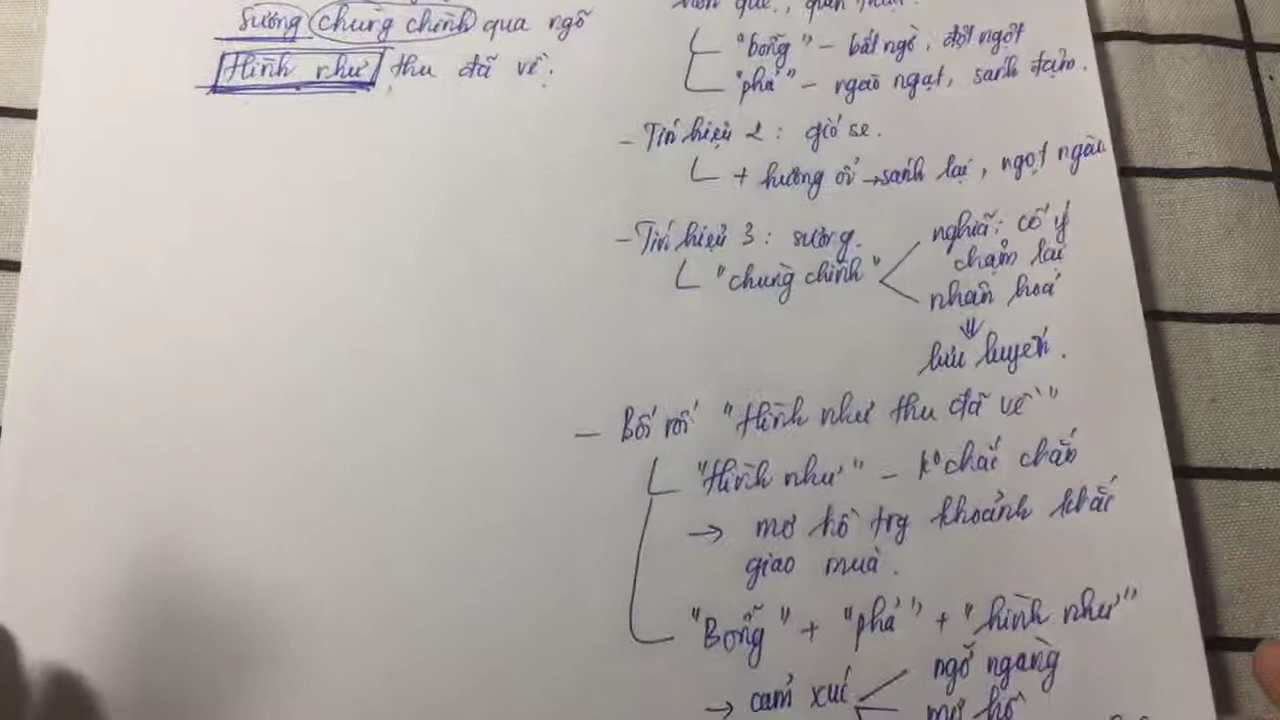 Sương chùng chình qua ngõ
Hình như thu đã về.
"bỗng" – bất ngờ, đột ngột
"phả" – ngào ngạt, sánh đậm.
– Tín hiệu 2: gió se.
+ hương ổi → sánh lại, ngọt ngào
– Tín hiệu 3: sương.
"chùng chình"
nghĩa: cố ý
chậm lại
nhân hoá
⇓
lưu luyến.
– Bối rối "Hình như thu đã về"
"Hình như" – k° chắc chắn
→ mơ hồ trg khoảnh khắc
giao mùa.
"Bỗng" + "phả" + "hình như"
→ cảm xúc
ngỡ ngàng
mơ hồ